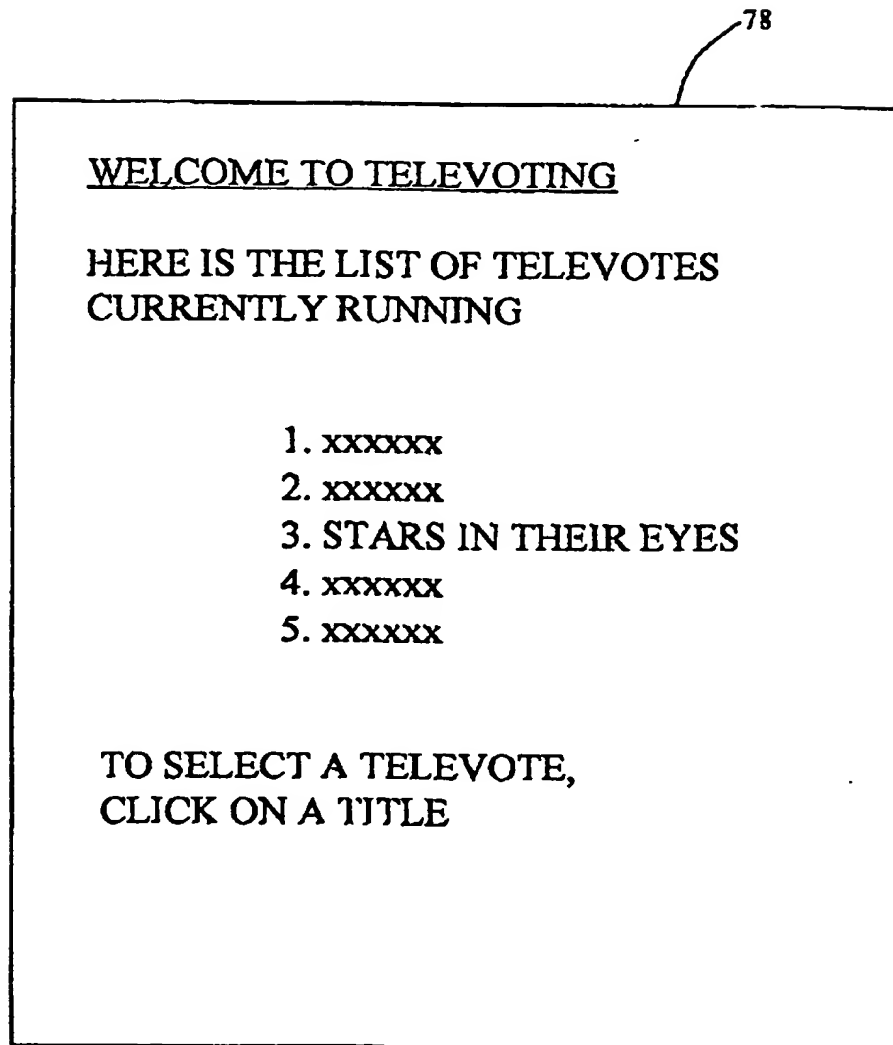 78
WELCOME TO TELEVOTING
HERE IS THE LIST OF TELEVOTES
CURRENTLY RUNNING
1. xxxxxx
2. xxxxxx
3. STARS IN THEIR EYES
4. xxxxxx
5. xxxxxx
TO SELECT A TELEVOTE,
CLICK ON A TITLE